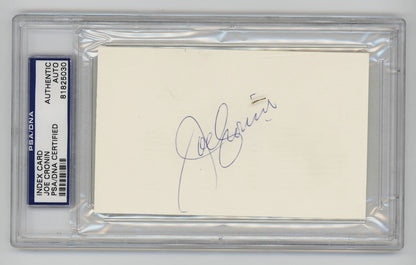 PSA/DNA
INDEX CARD
JOE CRONIN
PSA/DNA CERTIFIED
AUTHENTIC
AUTO
81825030
Joe Cronin